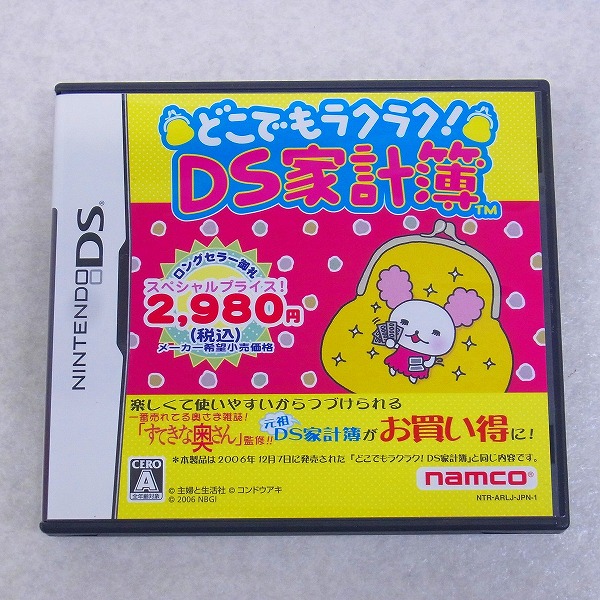 NINTENDO DS®
どこでもラクラク!
DS家計簿™
ロングセラー御礼
スペシャルプライス!
2,980円
(税込)
メーカー希望小売価格
楽しくて使いやすいからつづけられる
一番売れてる奥さま雑誌!
「すてきな奥さん」監修!! 元祖 DS家計簿が お買い得に!
*本製品は2006年12月7日に発売された「どこでもラクラク! DS家計簿」と同じ内容です。
CERO
A
全年齢対象
© 主婦と生活社 © コンドウアキ
© 2006 NBGI
namco®
NTR-ARLJ-JPN-1